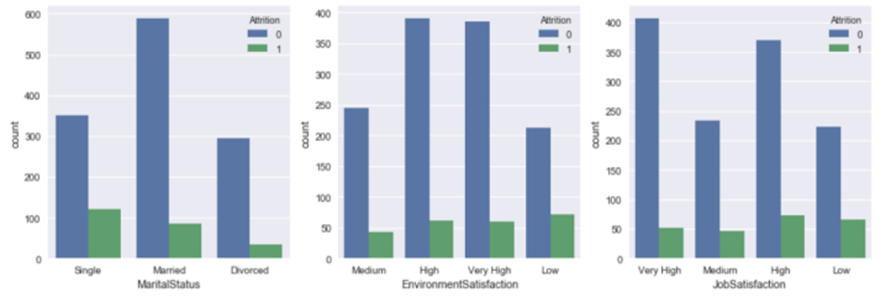 Attrition
0
1
600
500
400
300
200
100
0
count
Single Married Divorced
MaritalStatus
Attrition
0
1
400
350
300
250
200
150
100
50
0
count
Medium High Very High Low
EnvironmentSatisfaction
Attrition
0
1
400
350
300
250
200
150
100
50
0
count
Very High Medium High Low
JobSatisfaction